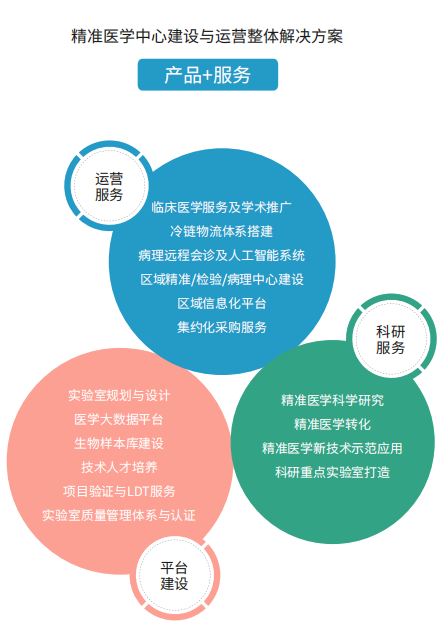 精准医学中心建设与运营整体解决方案
产品+服务
运营
服务
临床医学服务及学术推广
冷链物流体系搭建
病理远程会诊及人工智能系统
区域精准/检验/病理中心建设
区域信息化平台
集约化采购服务
科研
服务
精准医学科学研究
精准医学转化
精准医学新技术示范应用
科研重点实验室打造
实验室规划与设计
医学大数据平台
生物样本库建设
技术人才培养
项目验证与LDT服务
实验室质量管理体系与认证
平台
建设